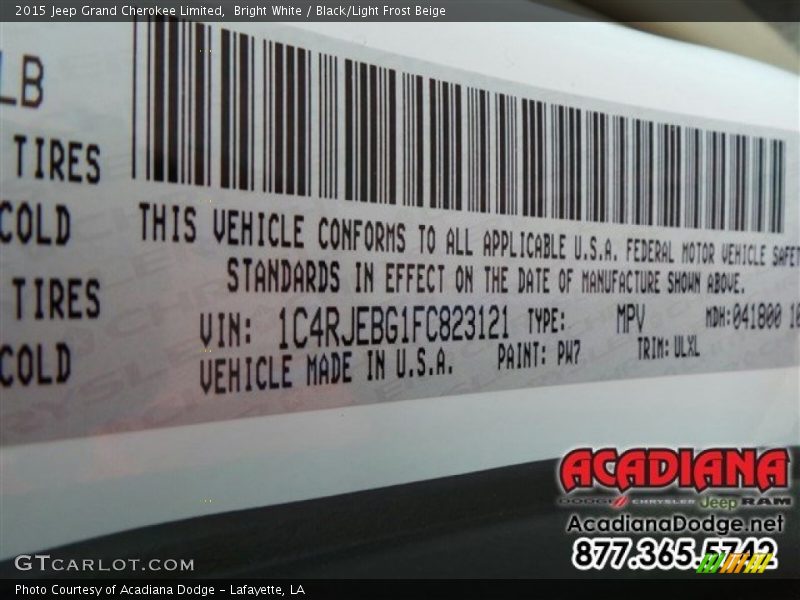 2015 Jeep Grand Cherokee Limited, Bright White / Black/Light Frost Beige
LB
TIRES
COLD
TIRES
COLD
THIS VEHICLE CONFORMS TO ALL APPLICABLE U.S.A. FEDERAL MOTOR VEHICLE SAFET
STANDARDS IN EFFECT ON THE DATE OF MANUFACTURE SHOWN ABOVE.
VIN: 1C4RJEBG1FC823121 TYPE: MPV MDH:041800 10
VEHICLE MADE IN U.S.A. PAINT: PW7 TRIM: ULXL
ACADIANA
DODGE CHRYSLER Jeep RAM
AcadianaDodge.net
877.365.5742
GTCARLOT.COM
Photo Courtesy of Acadiana Dodge - Lafayette, LA